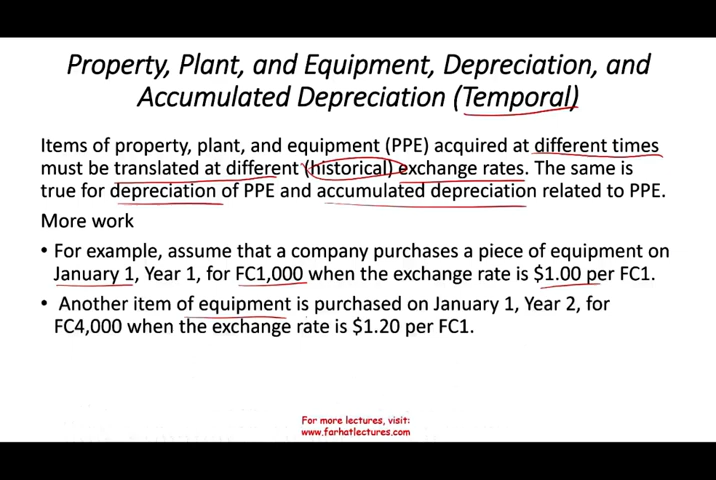 Property, Plant, and Equipment, Depreciation, and
Accumulated Depreciation (Temporal)
Items of property, plant, and equipment (PPE) acquired at different times
must be translated at different (historical) exchange rates. The same is
true for depreciation of PPE and accumulated depreciation related to PPE.
More work
• For example, assume that a company purchases a piece of equipment on
January 1, Year 1, for FC1,000 when the exchange rate is $1.00 per FC1.
• Another item of equipment is purchased on January 1, Year 2, for
FC4,000 when the exchange rate is $1.20 per FC1.
For more lectures, visit:
www.farhatlectures.com